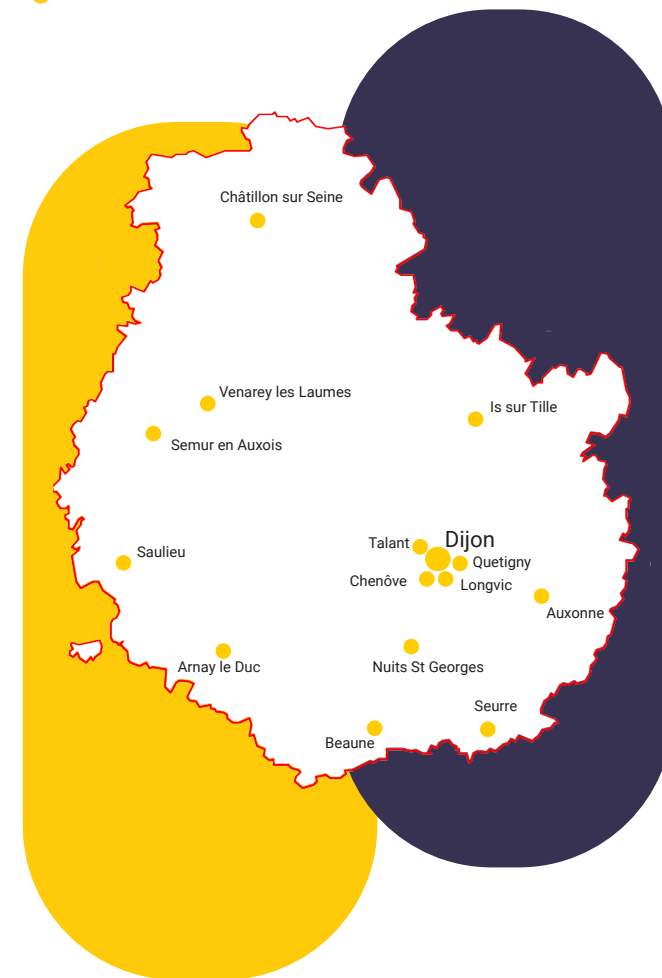 Châtillon sur Seine
Venarey les Laumes
Is sur Tille
Semur en Auxois
Dijon
Talant
Saulieu
Quetigny
Chenôve
Longvic
Auxonne
Arnay le Duc
Nuits St Georges
Seurre
Beaune